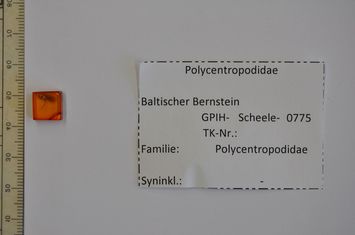 Polycentropodidae
Baltischer Bernstein
GPIH- Scheele- 0775
TK-Nr.:
Familie: Polycentropodidae
Syninkl.: -